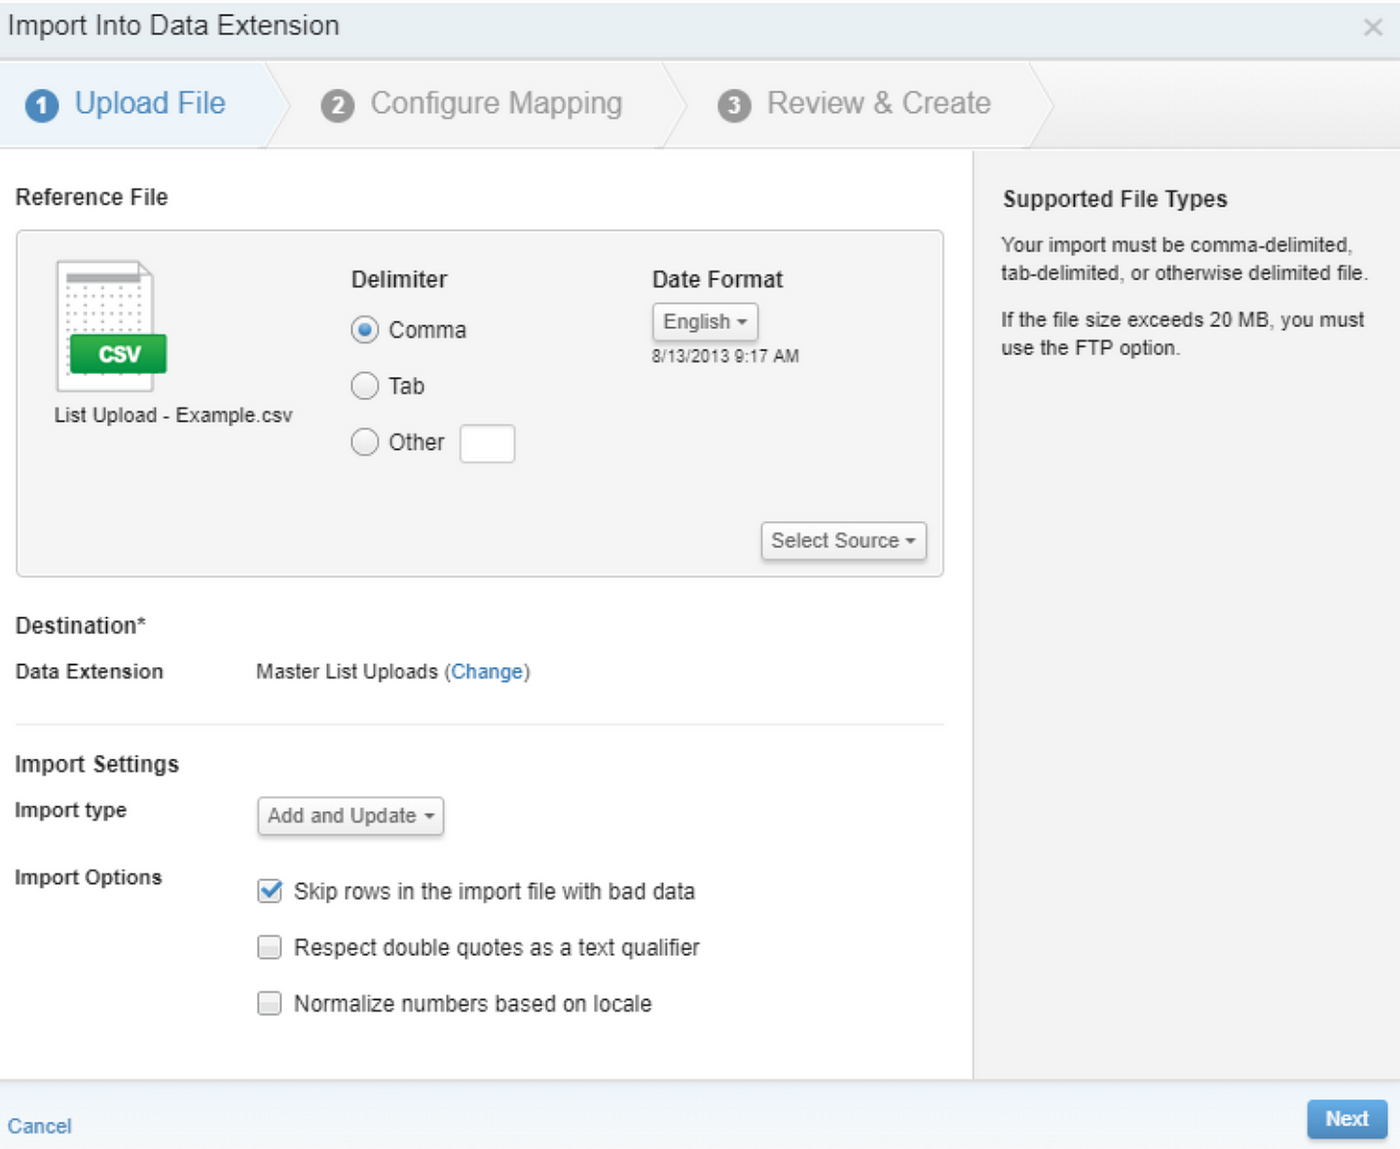 Import Into Data Extension
1 Upload File
2 Configure Mapping
3 Review & Create
Reference File
CSV
List Upload - Example.csv
Delimiter
Comma
Tab
Other
Date Format
English
8/13/2013 9:17 AM
Select Source
Destination*
Data Extension Master List Uploads (Change)
Import Settings
Import type Add and Update
Import Options
Skip rows in the import file with bad data
Respect double quotes as a text qualifier
Normalize numbers based on locale
Supported File Types
Your import must be comma-delimited,
tab-delimited, or otherwise delimited file.
If the file size exceeds 20 MB, you must
use the FTP option.
Cancel
Next